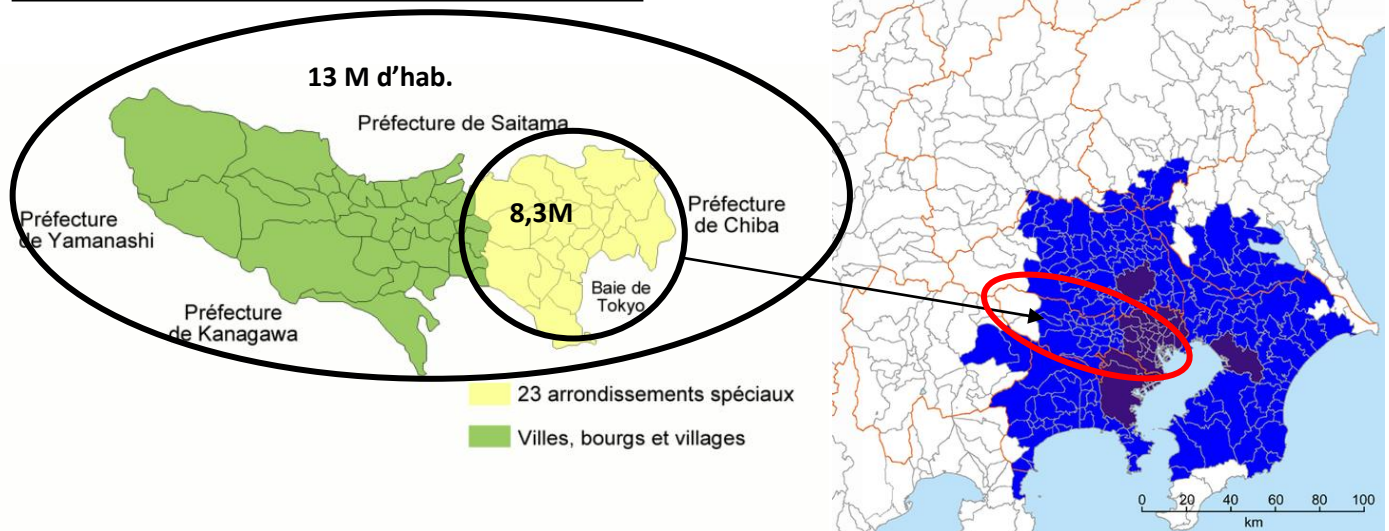 13 M d'hab.
Préfecture de Saitama
8,3M
Préfecture
de Chiba
Préfecture
de Yamanashi
Baie de
Tokyo
Préfecture
de Kanagawa
23 arrondissements spéciaux
Villes, bourgs et villages
0 20 40 60 80 100
km